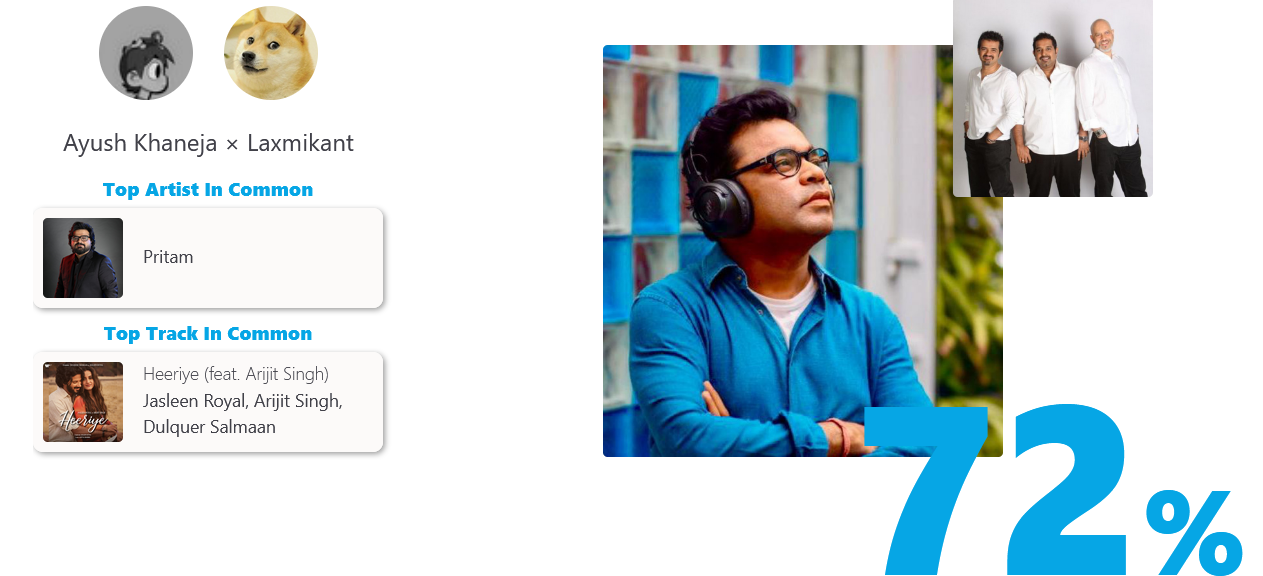 Ayush Khaneja × Laxmikant
Top Artist In Common
Pritam
Top Track In Common
Heeriye (feat. Arijit Singh)
Jasleen Royal, Arijit Singh,
Dulquer Salmaan
Heeriye
72%